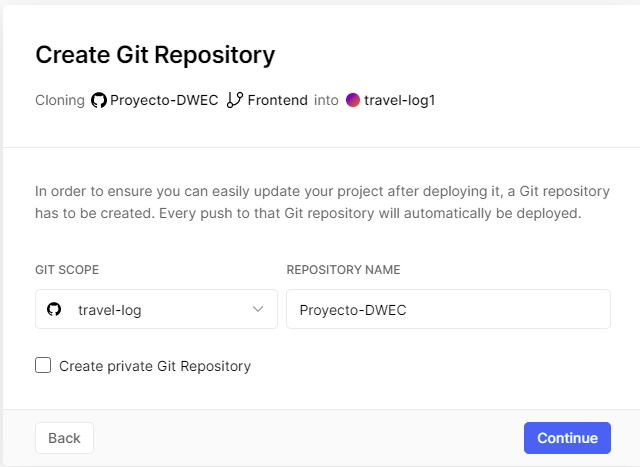 Create Git Repository
Cloning Proyecto-DWEC Frontend into travel-log1
In order to ensure you can easily update your project after deploying it, a Git repository
has to be created. Every push to that Git repository will automatically be deployed.
GIT SCOPE REPOSITORY NAME
travel-log Proyecto-DWEC
Create private Git Repository
Back Continue